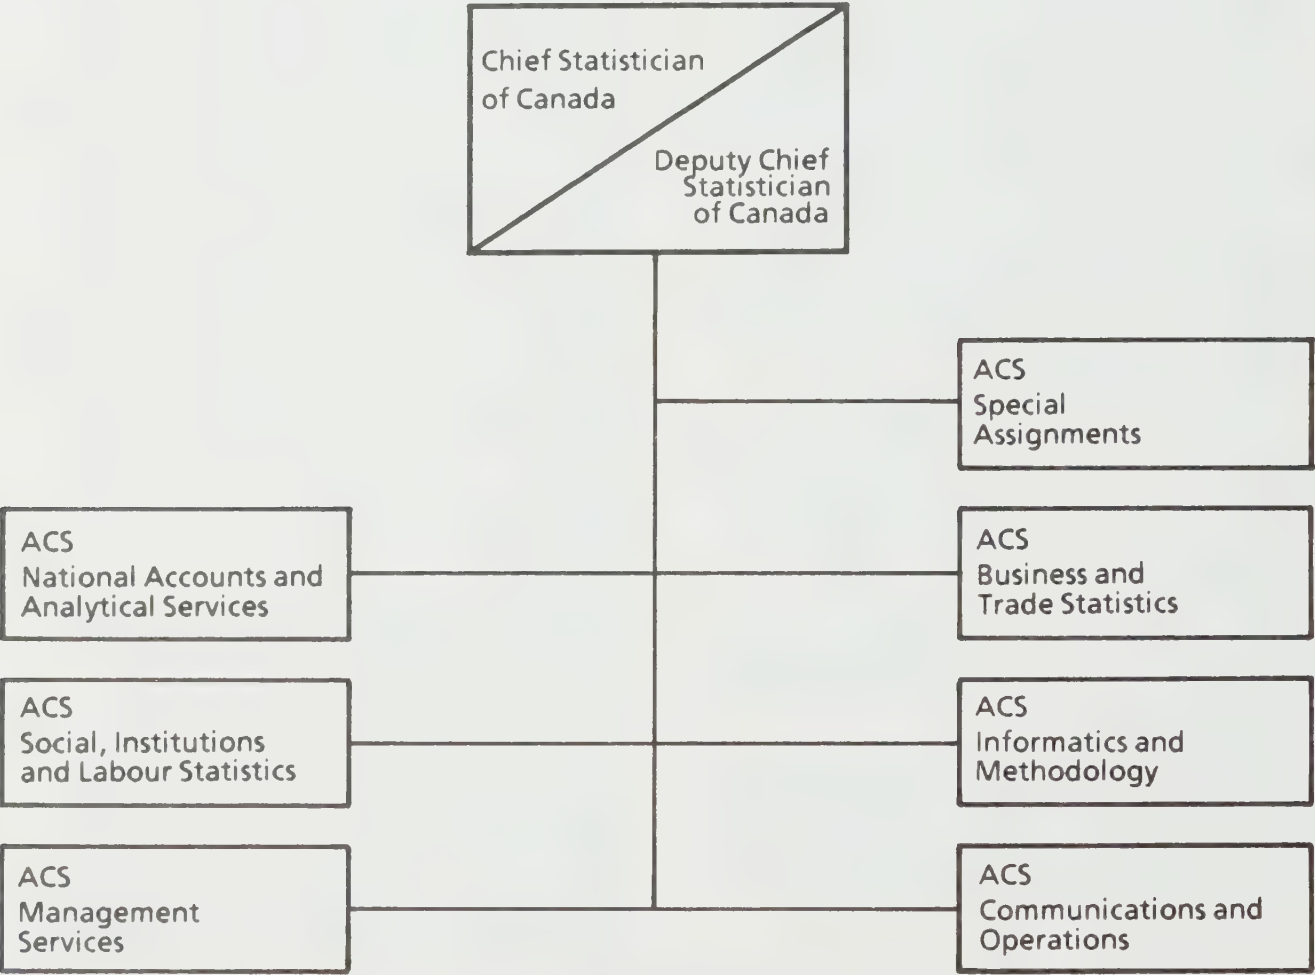 Chief Statistician
of Canada
Deputy Chief
Statistician
of Canada
ACS
Special
Assignments
ACS
National Accounts and
Analytical Services
ACS
Business and
Trade Statistics
ACS
Social, Institutions
and Labour Statistics
ACS
Informatics and
Methodology
ACS
Management
Services
ACS
Communications and
Operations